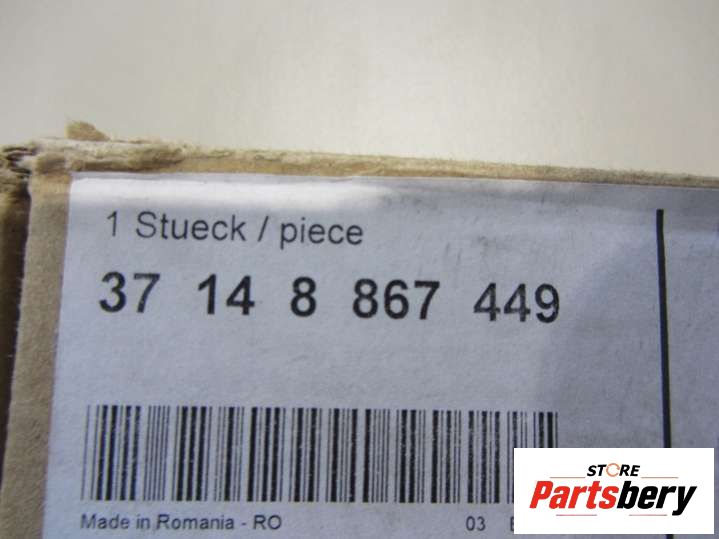 1 Stueck / piece
37 14 8 867 449
Made in Romania - RO 03
STORE
Partsbery